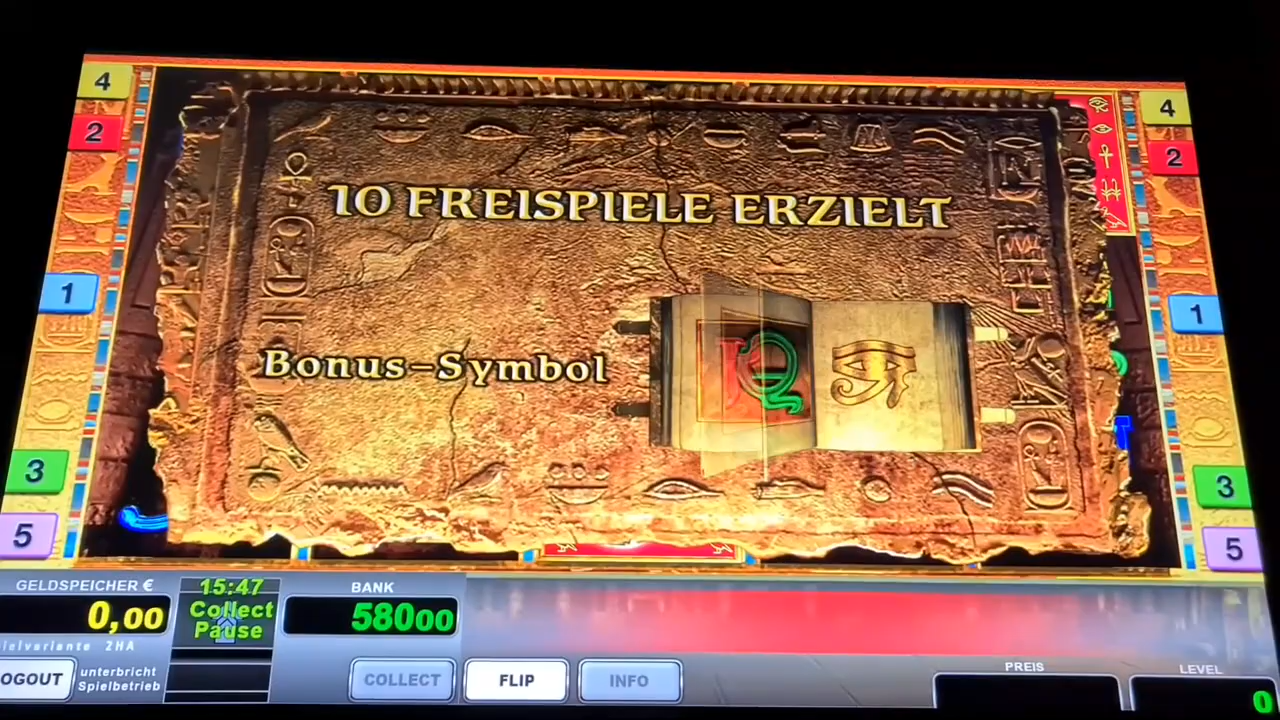 4
4
2
2
10 FREISPIELE ERZIELT
1
1
Bonus-Symbol
Q
3
3
5
5
GELDSPEICHER €
15:47
BANK
0,00
Collect
58000
Pause
ielvariante 2HA
OGOUT
unterbricht
Spielbetrieb
COLLECT
FLIP
INFO
PREIS
LEVEL
0